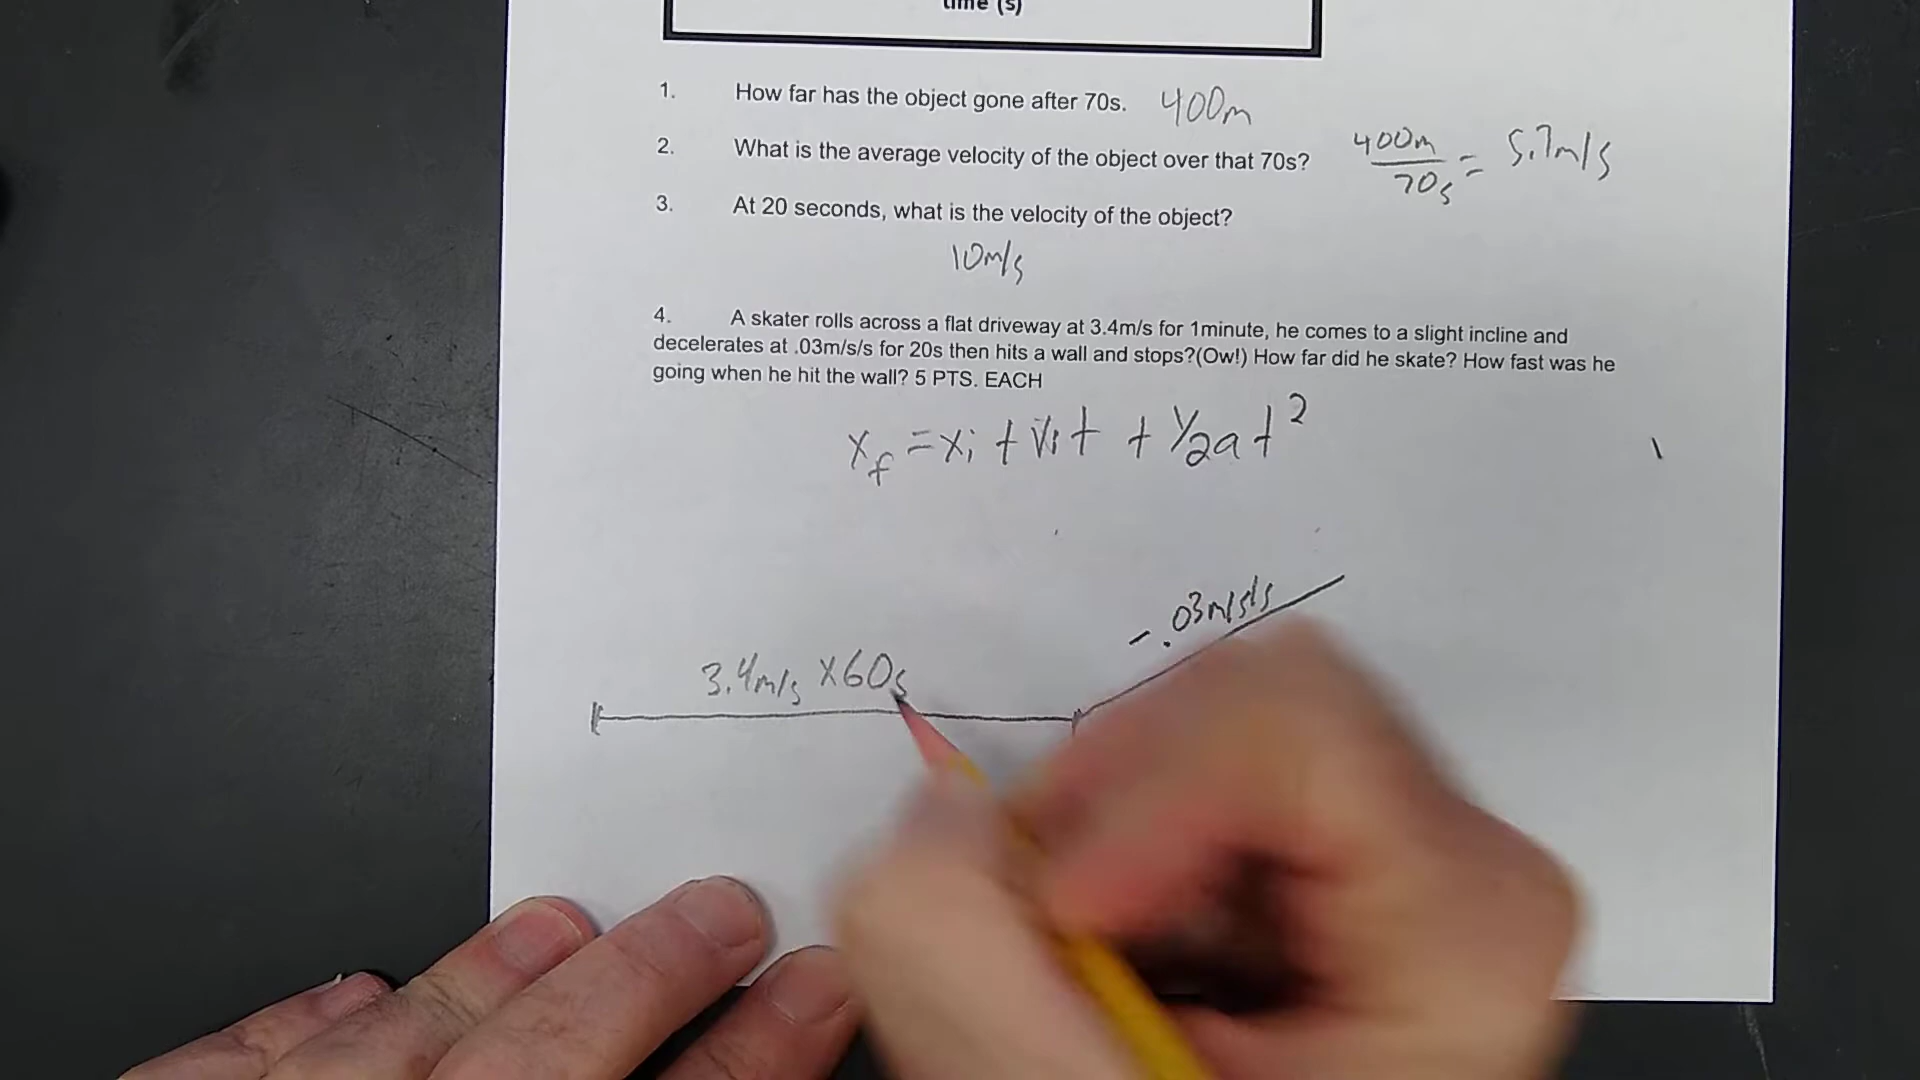 time (s)
1. How far has the object gone after 70s. 400m
2. What is the average velocity of the object over that 70s? 400m/70s = 5.7m/s
3. At 20 seconds, what is the velocity of the object?
10m/s
4. A skater rolls across a flat driveway at 3.4m/s for 1minute, he comes to a slight incline and
decelerates at .03m/s/s for 20s then hits a wall and stops?(Ow!) How far did he skate? How fast was he
going when he hit the wall? 5 PTS. EACH
xf = xi + vit + 1/2at²
-.03m/s/s
3.4m/s x60s